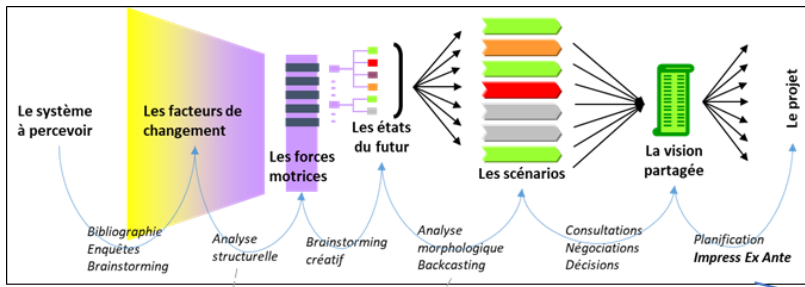 Le système
à percevoir
Les facteurs de
changement
Les forces
motrices
Les états
du futur
Les scénarios
La vision
partagée
Le projet
Bibliographie
Enquêtes
Brainstorming
Analyse
structurelle
Brainstorming
créatif
Analyse
morphologique
Backcasting
Consultations
Négociations
Décisions
Planification
Impress Ex Ante